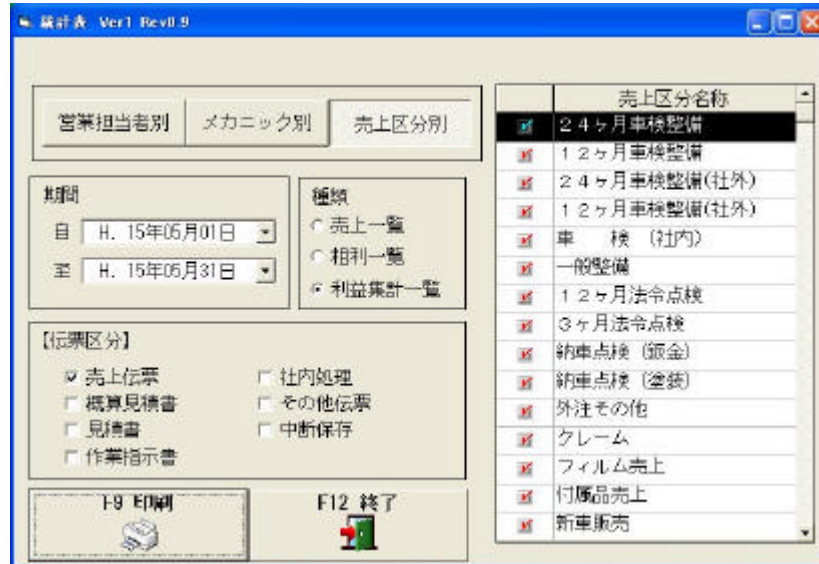 統計表 Ver1 Rev0.9
営業担当者別 メカニック別 売上区分別
期間
自 H. 15年05月01日
至 H. 15年05月31日
種類
売上一覧
粗利一覧
利益集計一覧
【伝票区分】
売上伝票 社内処理
概算見積書 その他伝票
見積書 中断保存
作業指示書
F9 印刷 F12 終了
売上区分名称
24ヶ月車検整備
12ヶ月車検整備
24ヶ月車検整備(社外)
12ヶ月車検整備(社外)
車 検 (社内)
一般整備
12ヶ月法令点検
3ヶ月法令点検
納車点検 (鈑金)
納車点検 (塗装)
外注その他
クレーム
フィルム売上
付属品売上
新車販売